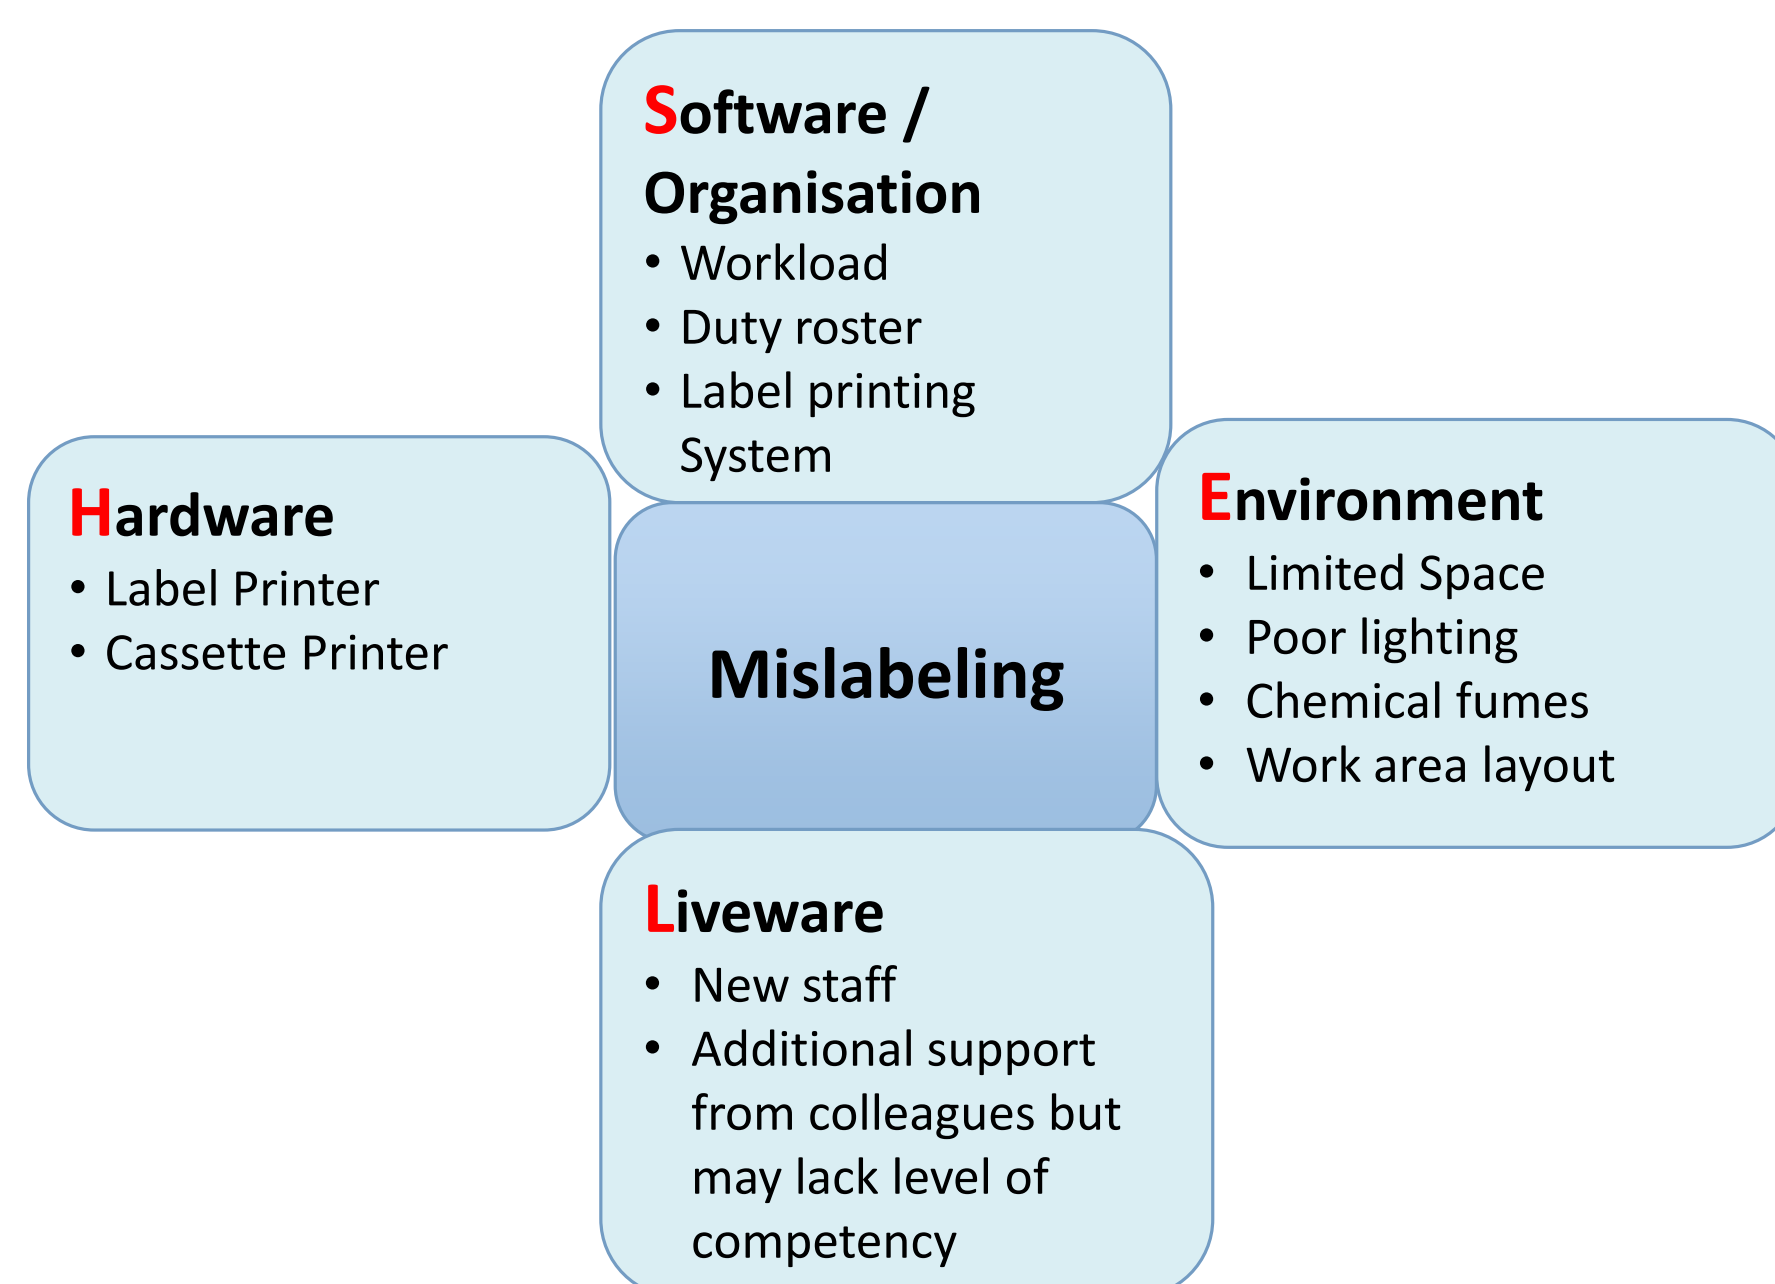 Software /
Organisation
• Workload
• Duty roster
• Label printing
System
Hardware
• Label Printer
• Cassette Printer
Mislabeling
Environment
• Limited Space
• Poor lighting
• Chemical fumes
• Work area layout
Liveware
• New staff
• Additional support
from colleagues but
may lack level of
competency